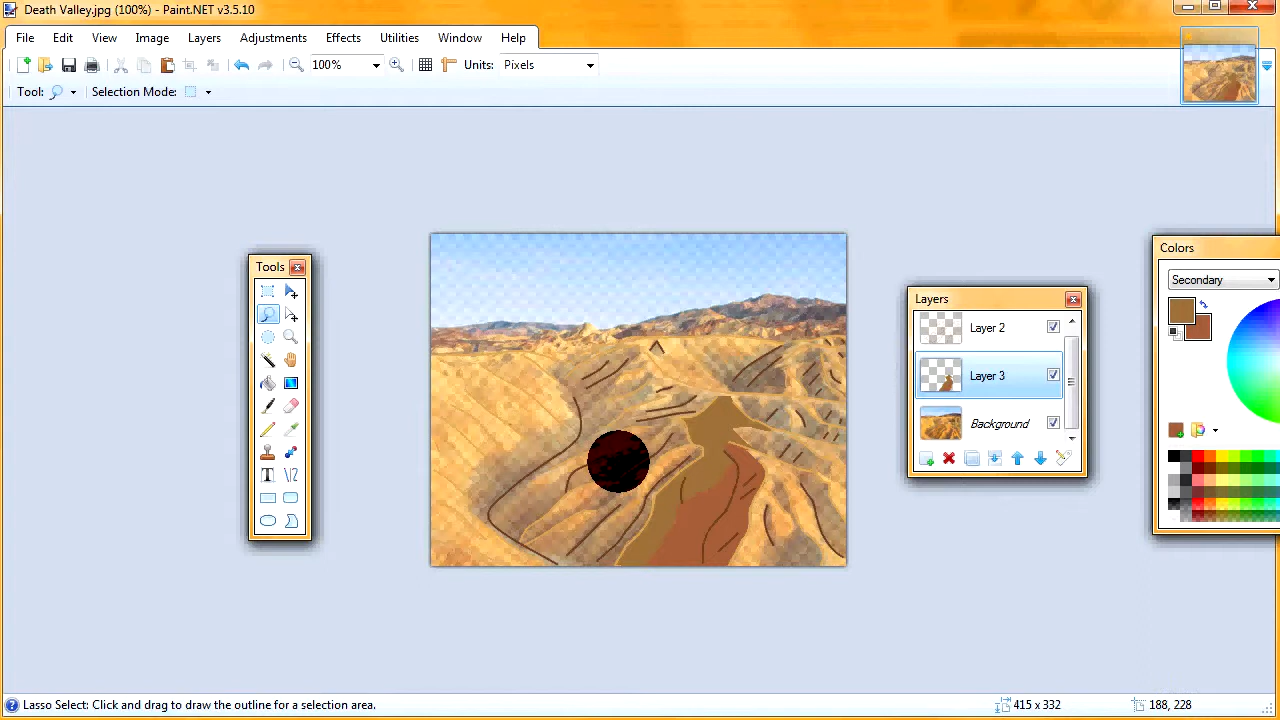 Death Valley.jpg (100%) - Paint.NET v3.5.10
File Edit View Image Layers Adjustments Effects Utilities Window Help
100% Units: Pixels
Tool: Selection Mode:
Tools
Layers
Layer 2
Layer 3
Background
Colors
Secondary
Lasso Select: Click and drag to draw the outline for a selection area. 415 x 332 188, 228